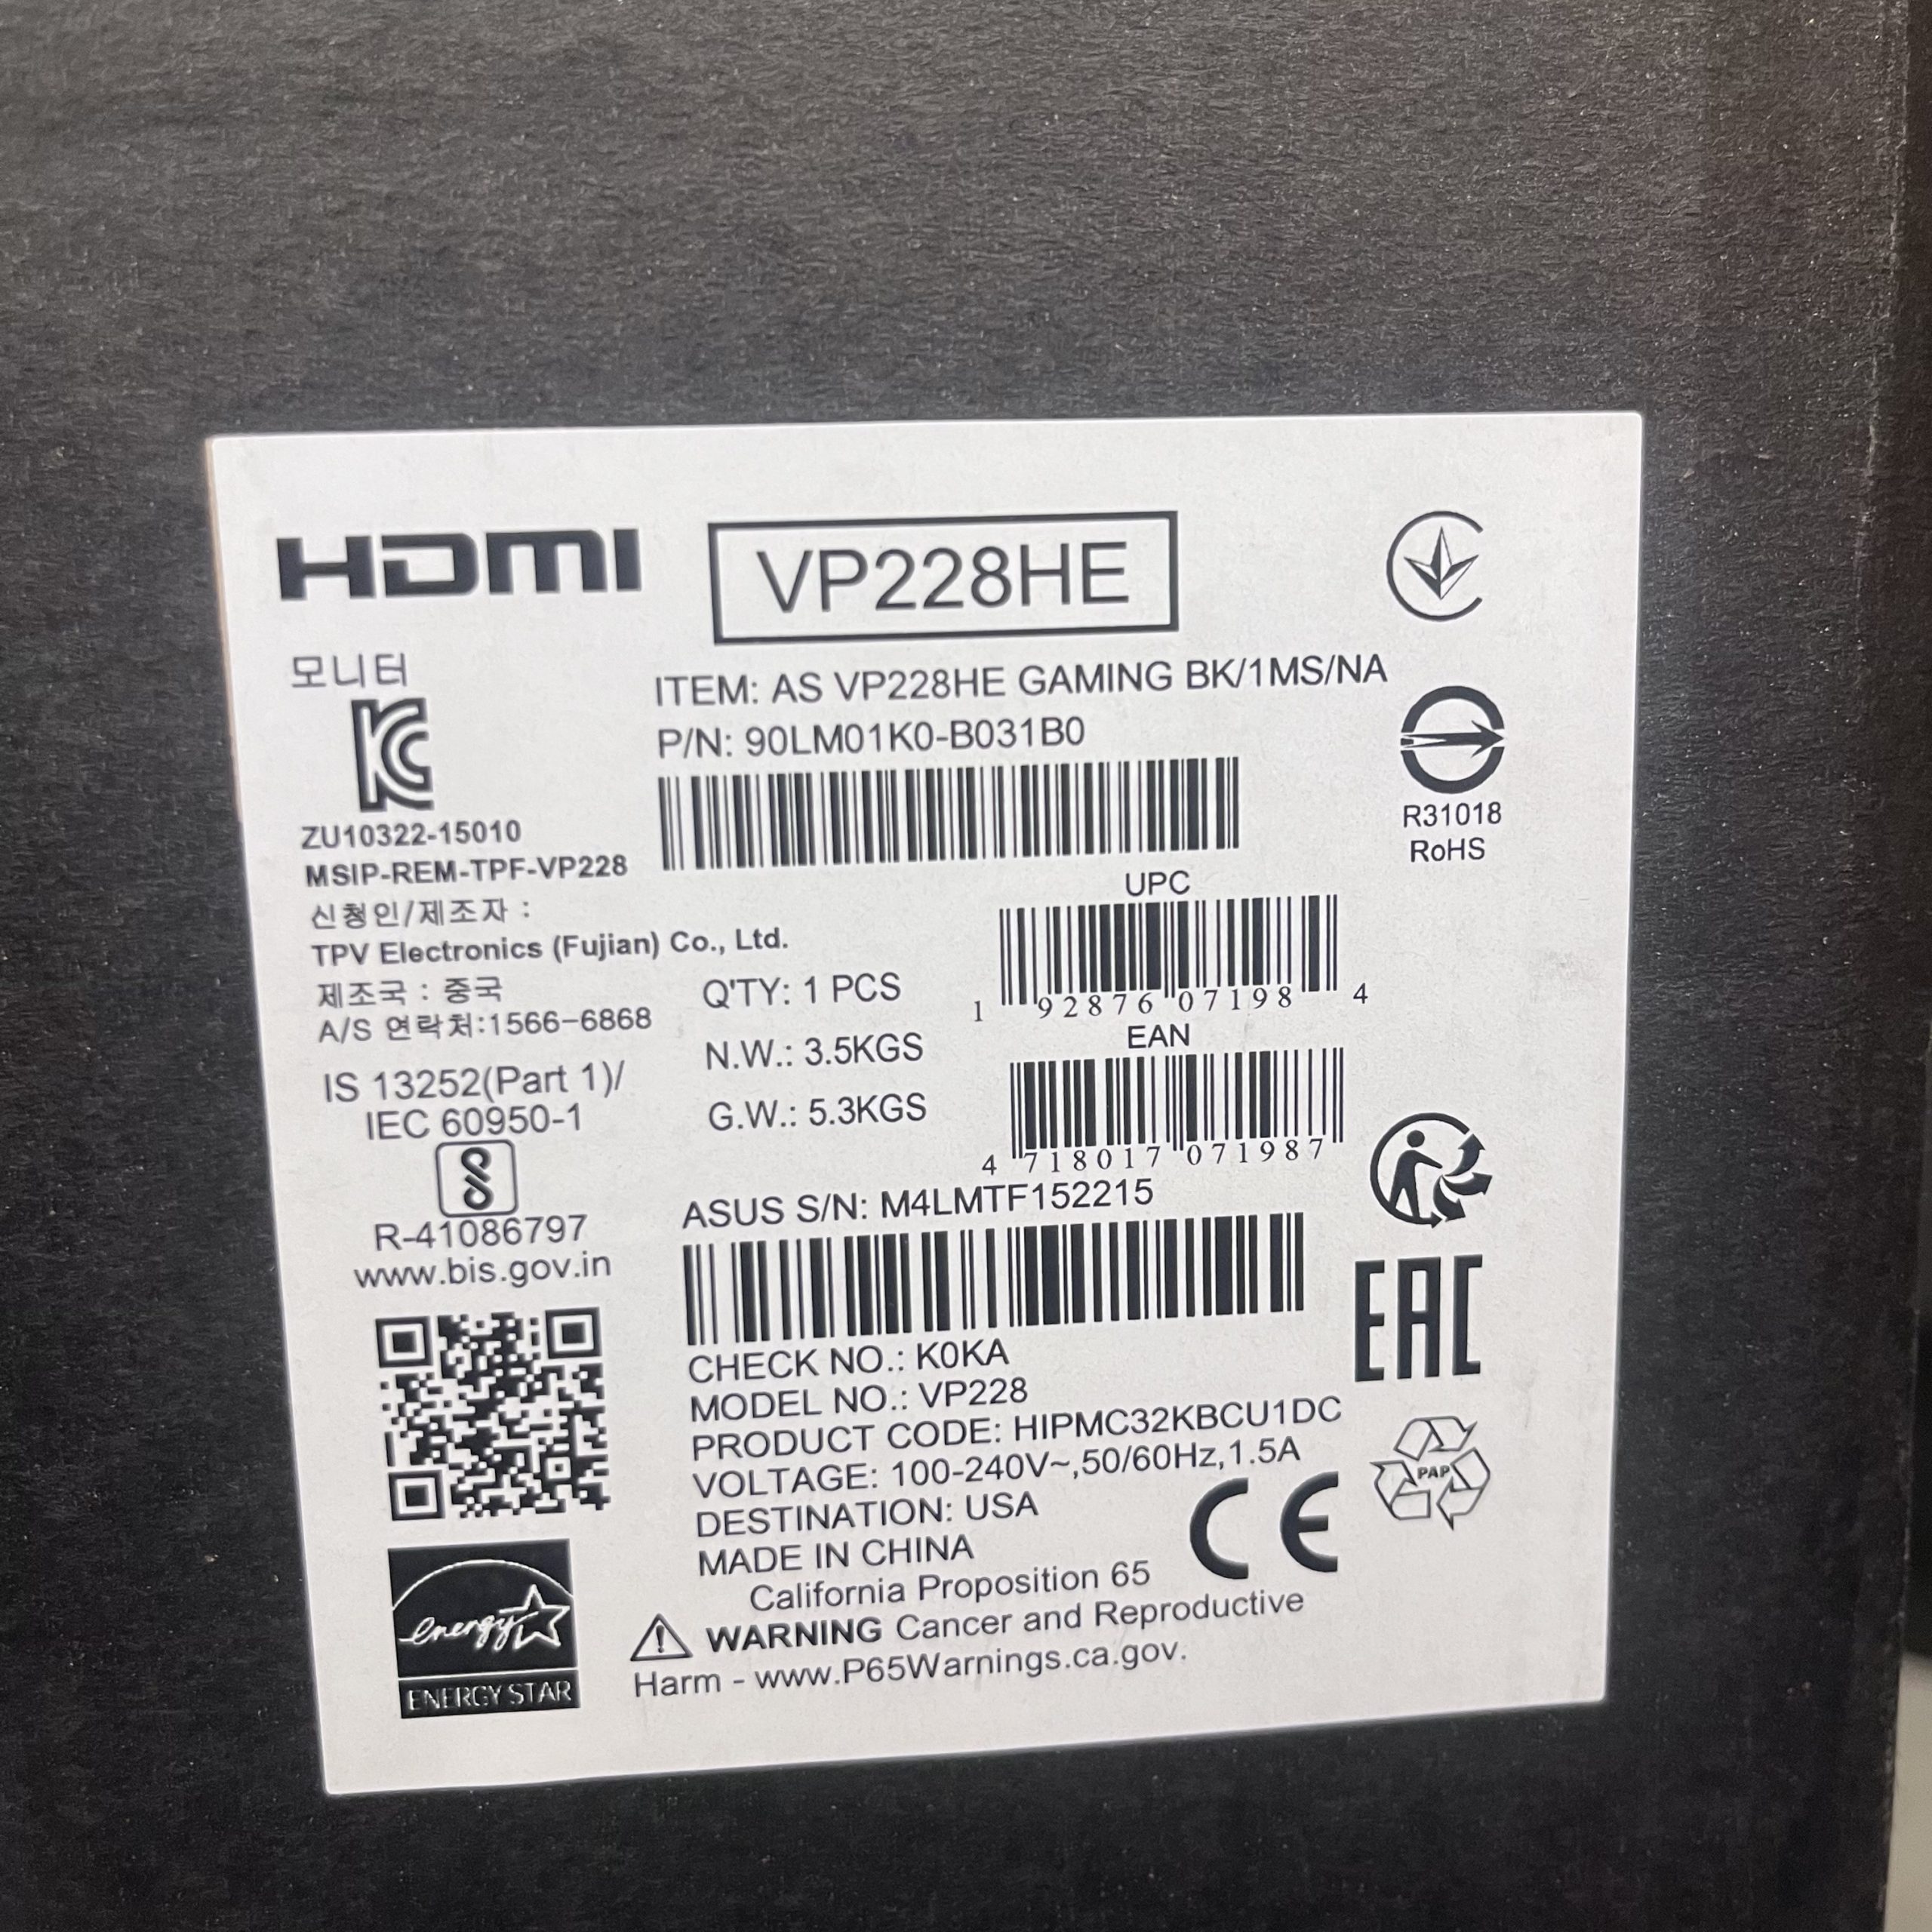 HDMI
VP228HE
모니터
ITEM: AS VP228HE GAMING BK/1MS/NA
P/N: 90LM01K0-B031B0
ZU10322-15010
MSIP-REM-TPF-VP228
신청인/제조자 :
TPV Electronics (Fujian) Co., Ltd.
제조국 : 중국
A/S 연락처:1566-6868
IS 13252(Part 1)/
IEC 60950-1
R-41086797
www.bis.gov.in
energy
ENERGY STAR
UPC
1 92876 07198 4
Q'TY: 1 PCS
N.W.: 3.5KGS
G.W.: 5.3KGS
EAN
4 718017 071987
ASUS S/N: M4LMTF152215
CHECK NO.: K0KA
MODEL NO.: VP228
PRODUCT CODE: HIPMC32KBCU1DC
VOLTAGE: 100-240V~,50/60Hz,1.5A
DESTINATION: USA
MADE IN CHINA
CE
California Proposition 65
WARNING Cancer and Reproductive
Harm - www.P65Warnings.ca.gov.
R31018
RoHS
EAC
PAP